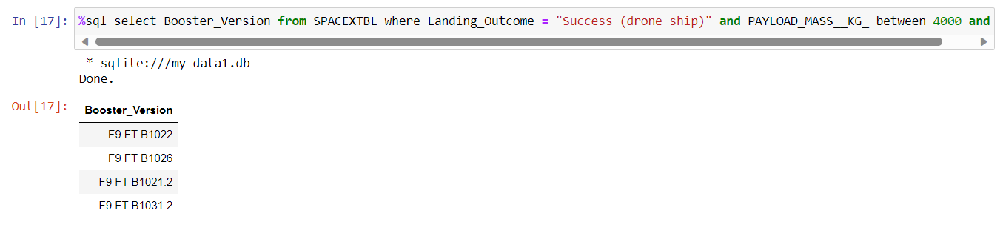 In [17]: %sql select Booster_Version from SPACEXTBL where Landing_Outcome = "Success (drone ship)" and PAYLOAD_MASS__KG_ between 4000 and
* sqlite:///my_data1.db
Done.
Out[17]:
Booster_Version
F9 FT B1022
F9 FT B1026
F9 FT B1021.2
F9 FT B1031.2